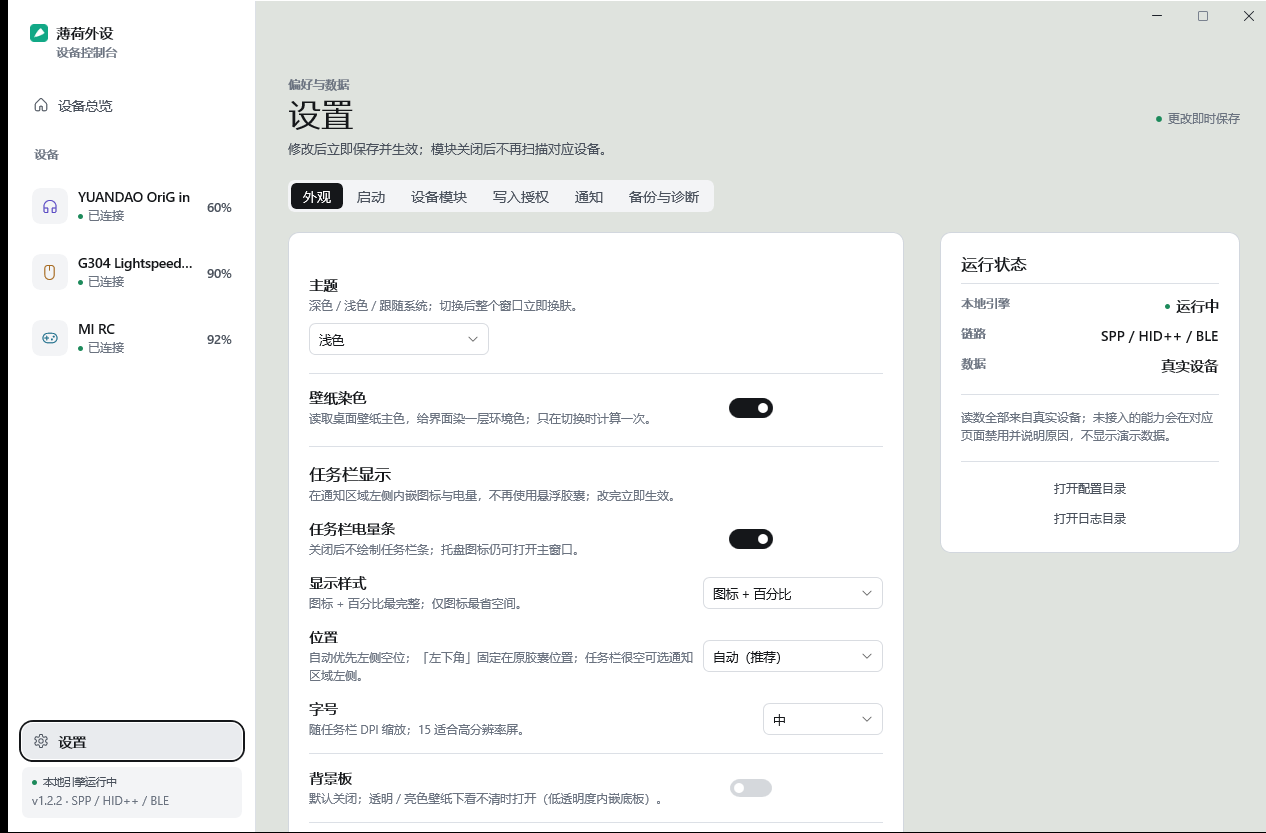 薄荷外设
设备控制台
设备总览
设备
YUANDAO OriG in
已连接
60%
G304 Lightspeed...
已连接
90%
MI RC
已连接
92%
设置
本地引擎运行中
v1.2.2 · SPP / HID++ / BLE
偏好与数据
设置
修改后立即保存并生效；模块关闭后不再扫描对应设备。
更改即时保存
外观 启动 设备模块 写入授权 通知 备份与诊断
主题
深色 / 浅色 / 跟随系统；切换后整个窗口立即换肤。
浅色
壁纸染色
读取桌面壁纸主色，给界面染一层环境色；只在切换时计算一次。
任务栏显示
在通知区域左侧内嵌图标与电量，不再使用悬浮胶囊；改完立即生效。
任务栏电量条
关闭后不绘制任务栏条；托盘图标仍可打开主窗口。
显示样式
图标 + 百分比最完整；仅图标最省空间。
图标 + 百分比
位置
自动优先左侧空位；「左下角」固定在原胶囊位置；任务栏很空可选通知
区域左侧。
自动（推荐）
字号
随任务栏 DPI 缩放；15 适合高分辨率屏。
中
背景板
默认关闭；透明 / 亮色壁纸下看不清时打开（低透明度内嵌底板）。
运行状态
本地引擎
运行中
链路
SPP / HID++ / BLE
数据
真实设备
读数全部来自真实设备；未接入的能力会在对应
页面禁用并说明原因，不显示演示数据。
打开配置目录
打开日志目录